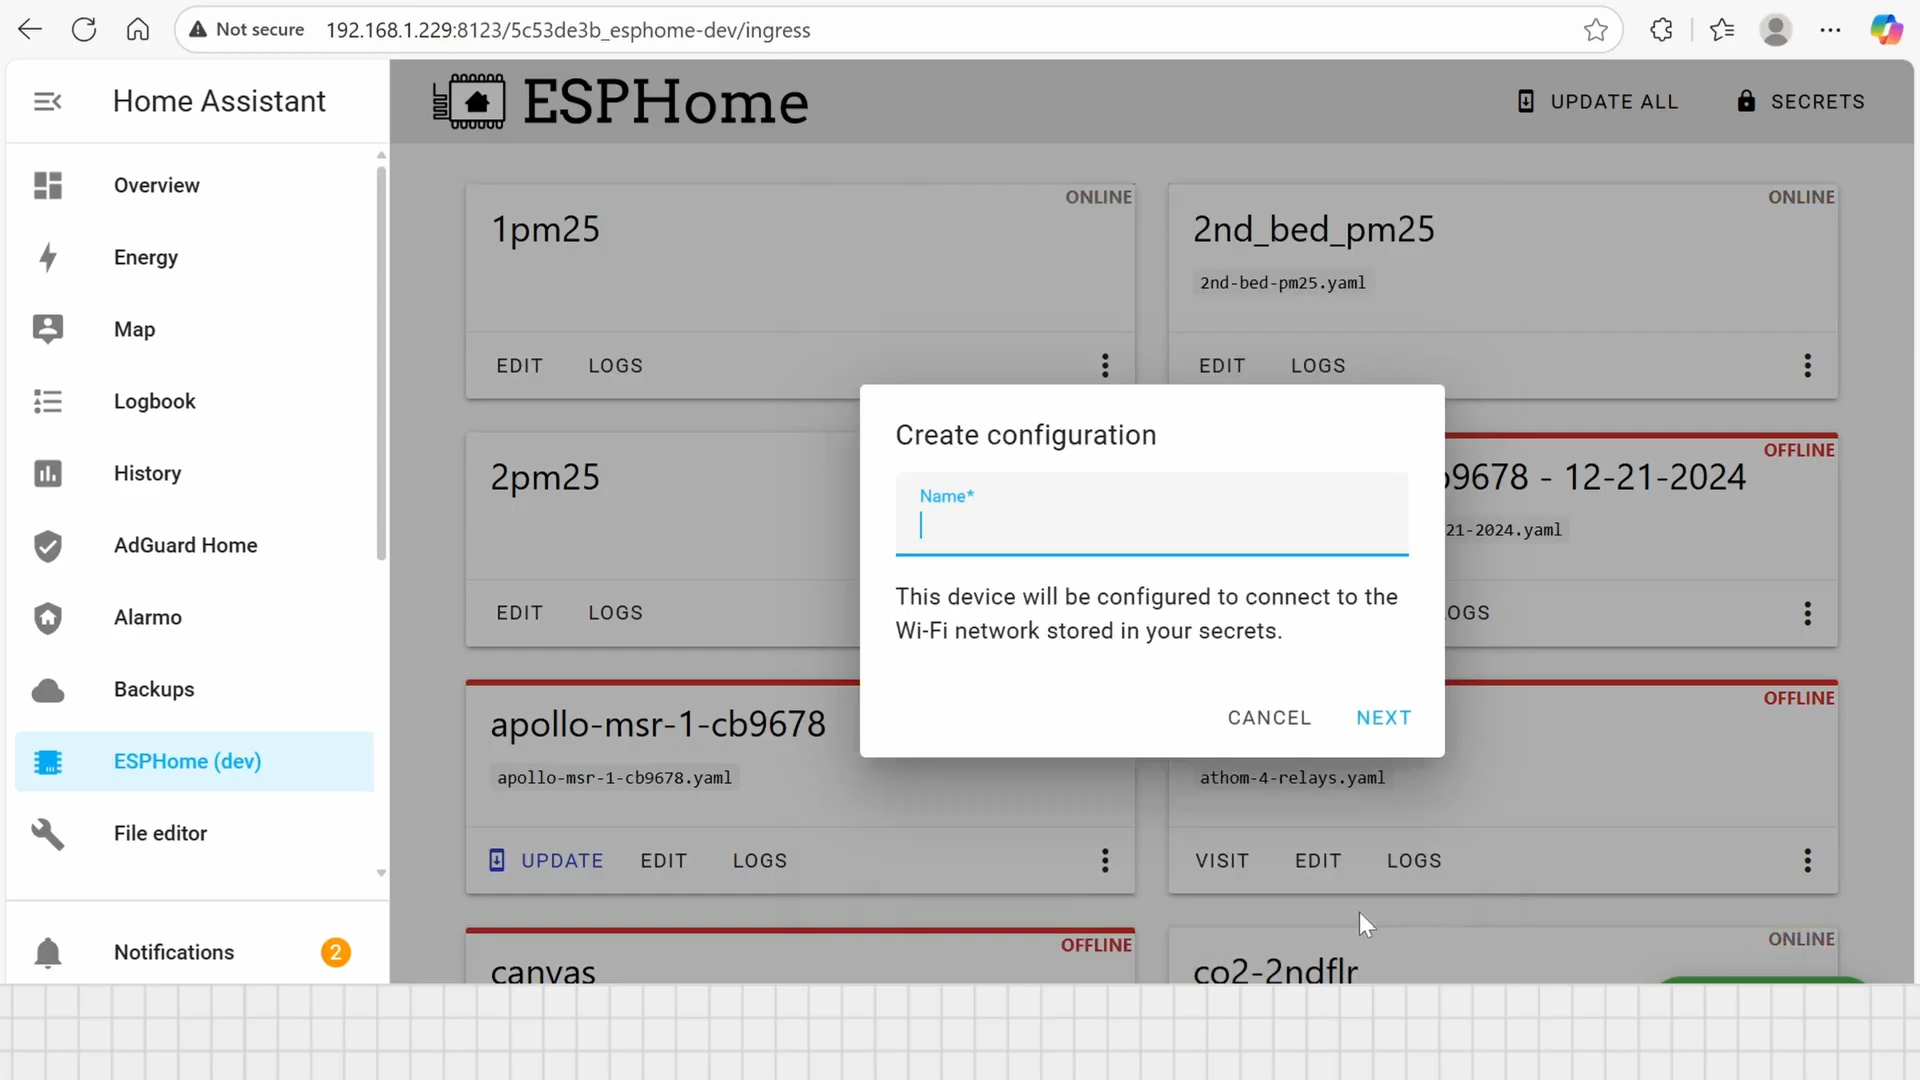 Not secure 192.168.1.229:8123/5c53de3b_esphome-dev/ingress
Home Assistant
Overview
Energy
Map
Logbook
History
AdGuard Home
Alarmo
Backups
ESPHome (dev)
File editor
Notifications 2
ESPHome
UPDATE ALL SECRETS
ONLINE
1pm25
EDIT LOGS
ONLINE
2nd_bed_pm25
2nd-bed-pm25.yaml
EDIT LOGS
2pm25
EDIT LOGS
OFFLINE
9678 - 12-21-2024
21-2024.yaml
OGS
Create configuration
Name*
This device will be configured to connect to the
Wi-Fi network stored in your secrets.
CANCEL NEXT
apollo-msr-1-cb9678
apollo-msr-1-cb9678.yaml
UPDATE EDIT LOGS
OFFLINE
athom-4-relays.yaml
VISIT EDIT LOGS
OFFLINE
canvas
ONLINE
co2-2ndflr